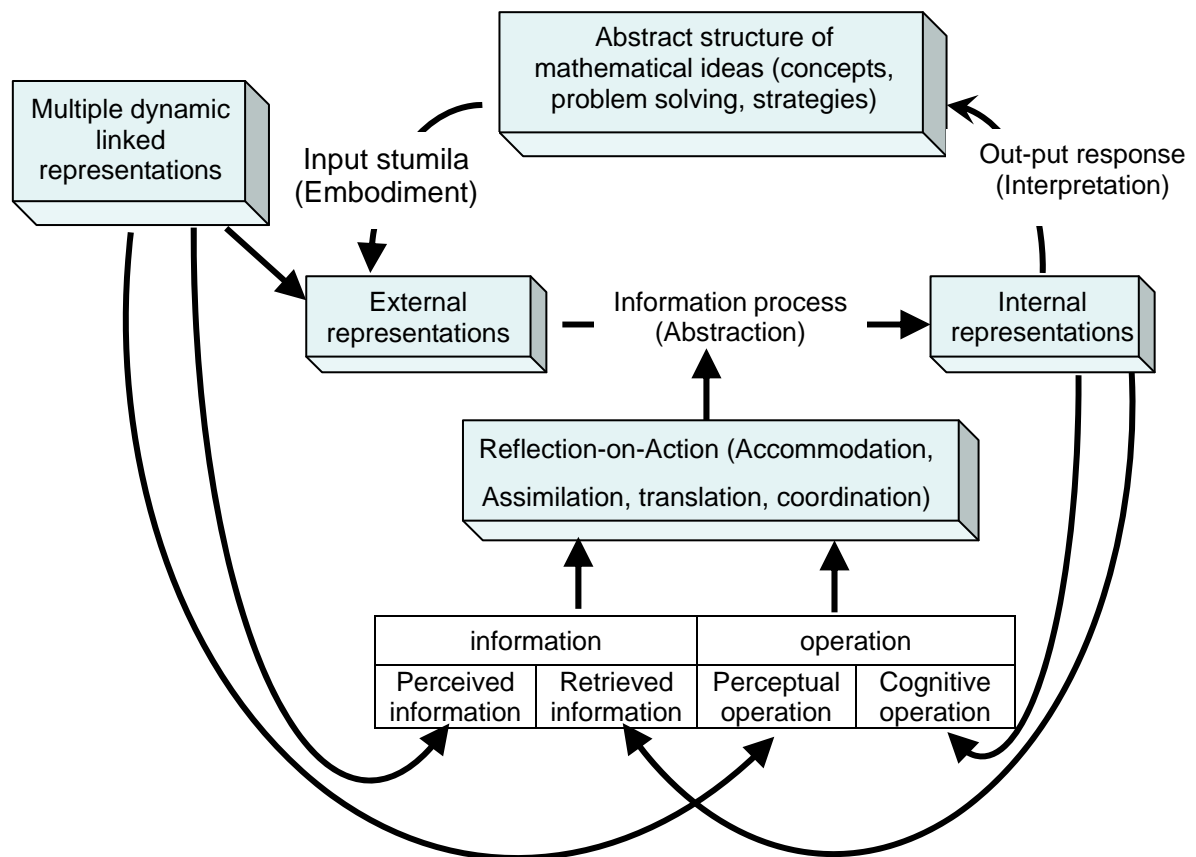 Abstract structure of
mathematical ideas (concepts,
problem solving, strategies)
Multiple dynamic
linked
representations
Input stumila
(Embodiment)
Out-put response
(Interpretation)
External
representations
Information process
(Abstraction)
Internal
representations
Reflection-on-Action (Accommodation,
Assimilation, translation, coordination)
information
operation
Perceived
information
Retrieved
information
Perceptual
operation
Cognitive
operation